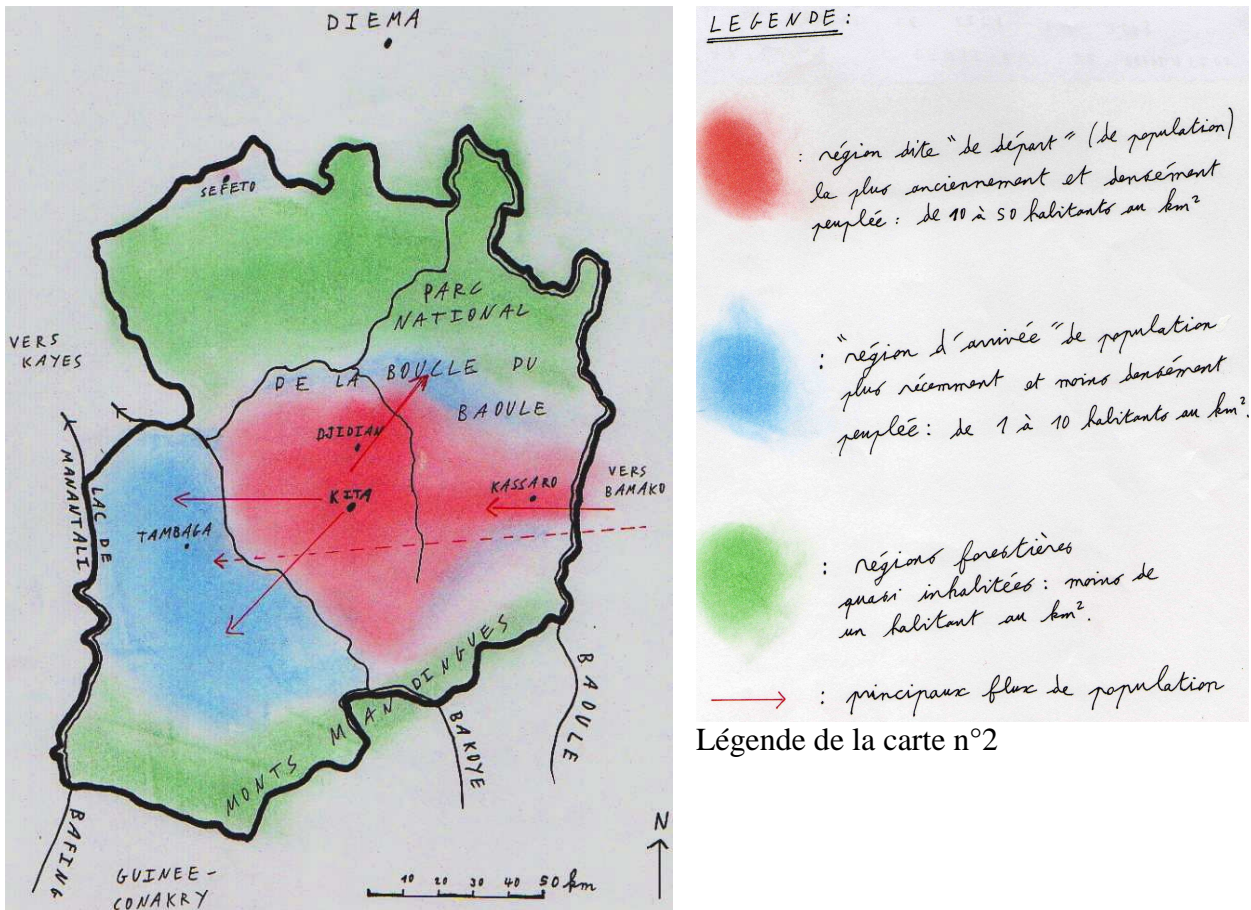 DIEMA
SEFETO
PARC
NATIONAL
VERS
KAYES
DE LA BOUCLE DU
BAOULE
DJIDIAN
KITA
KASSARO
VERS
BAMAKO
TAMBAGA
LAC DE
MANANTALI
MONTS MANDINGUES
BAOULE
BAKOYE
BAFING
GUINEE-
CONAKRY
10 20 30 40 50 km
N
LEGENDE :
: région dite "de départ" (de population)
la plus anciennement et densément
peuplée : de 10 à 50 habitants au km²
: "région d'arrivée" de population
plus récemment et moins densément
peuplée : de 1 à 10 habitants au km².
: régions forestières
quasi inhabitées : moins de
un habitant au km².
: principaux flux de population
Légende de la carte n°2